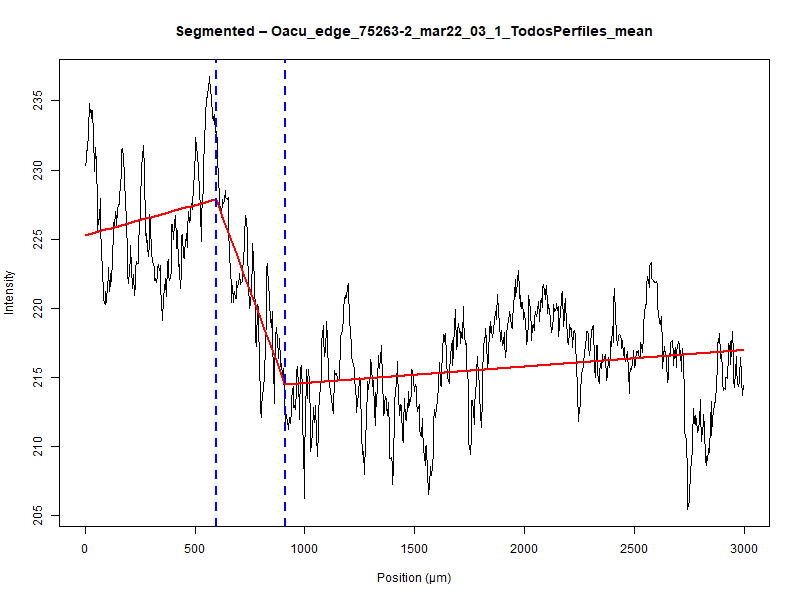 Segmented – Oacu_edge_75263-2_mar22_03_1_TodosPerfiles_mean
Intensity
235
230
225
220
215
210
205
0 500 1000 1500 2000 2500 3000
Position (µm)